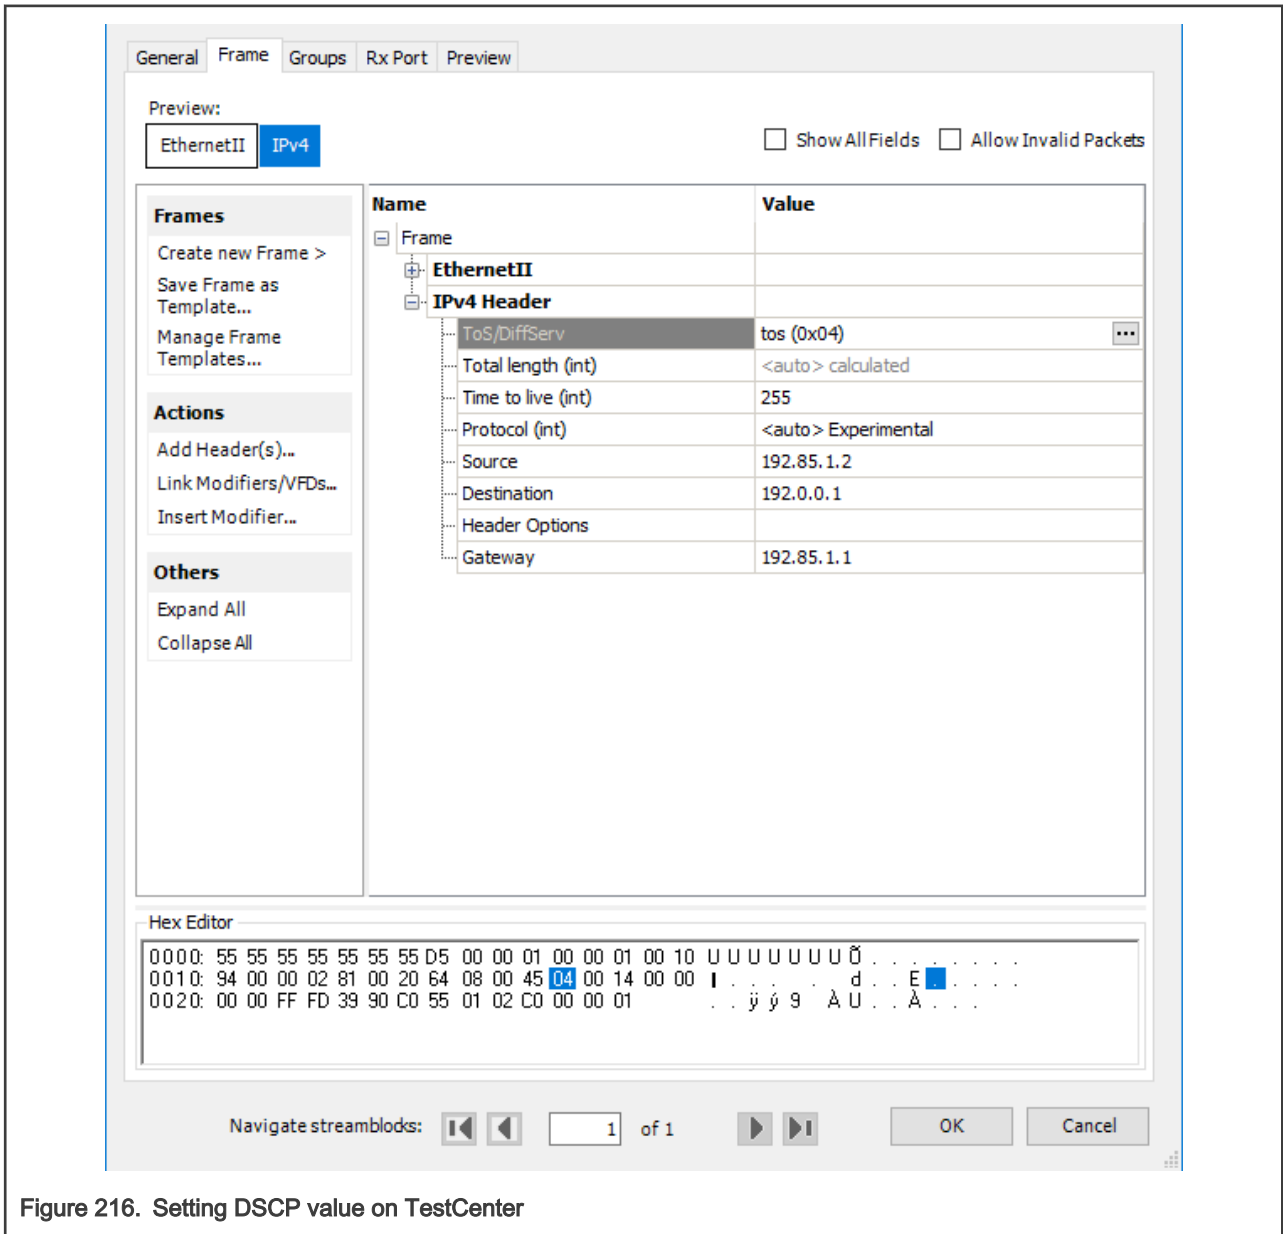 General Frame Groups Rx Port Preview
Preview:
EthernetII IPv4
Show All Fields Allow Invalid Packets
Frames
Create new Frame >
Save Frame as
Template...
Manage Frame
Templates...
Actions
Add Header(s)...
Link Modifiers/VFDs...
Insert Modifier...
Others
Expand All
Collapse All
Name Value
Frame
EthernetII
IPv4 Header
ToS/DiffServ tos (0x04) ...
Total length (int) <auto> calculated
Time to live (int) 255
Protocol (int) <auto> Experimental
Source 192.85.1.2
Destination 192.0.0.1
Header Options
Gateway 192.85.1.1
Hex Editor
0000: 55 55 55 55 55 55 55 D5 00 00 01 00 00 01 00 10 U U U U U U U Õ . . . . . . . .
0010: 94 00 00 02 81 00 20 64 08 00 45 04 00 14 00 00 . . . . d . . E . . . . .
0020: 00 00 FF FD 39 90 C0 55 01 02 C0 00 00 01 . . ÿ ý 9 À U . . À . . .
Navigate streamblocks: 1 of 1 OK Cancel
Figure 216. Setting DSCP value on TestCenter